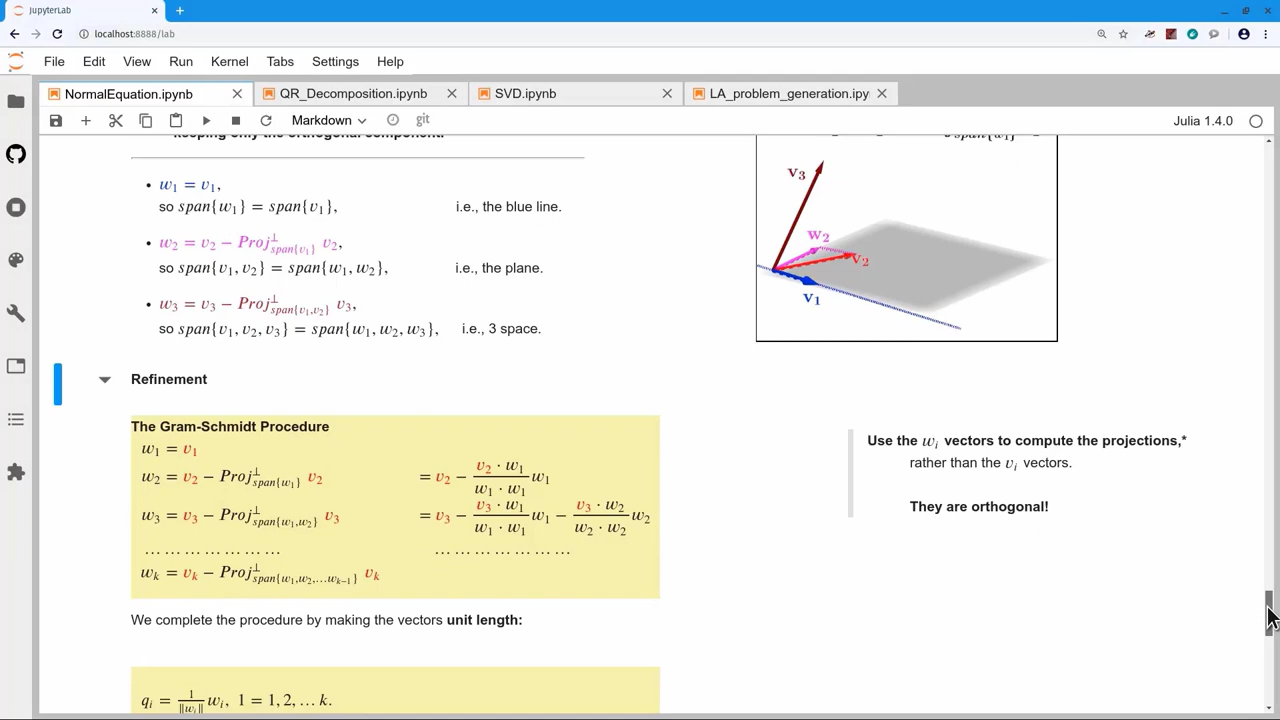 JupyterLab
localhost:8888/lab
File Edit View Run Kernel Tabs Settings Help
NormalEquation.ipynb QR_Decomposition.ipynb SVD.ipynb LA_problem_generation.ipy
Markdown git Julia 1.4.0
keeping only the orthogonal component.
span{w₁}
• w₁ = v₁,
so span{w₁} = span{v₁}, i.e., the blue line.
• w₂ = v₂ − Proj⊥span{v₁} v₂,
so span{v₁, v₂} = span{w₁, w₂}, i.e., the plane.
• w₃ = v₃ − Proj⊥span{v₁,v₂} v₃,
so span{v₁, v₂, v₃} = span{w₁, w₂, w₃}, i.e., 3 space.
v₃
w₂
v₂
v₁
Refinement
The Gram-Schmidt Procedure
w₁ = v₁
w₂ = v₂ − Proj⊥span{w₁} v₂ = v₂ − (v₂ · w₁)/(w₁ · w₁) w₁
w₃ = v₃ − Proj⊥span{w₁,w₂} v₃ = v₃ − (v₃ · w₁)/(w₁ · w₁) w₁ − (v₃ · w₂)/(w₂ · w₂) w₂
… … … … … … … … … … … … … …
wₖ = vₖ − Proj⊥span{w₁,w₂,…wₖ₋₁} vₖ
Use the wᵢ vectors to compute the projections,*
rather than the vᵢ vectors.
They are orthogonal!
We complete the procedure by making the vectors unit length:
qᵢ = 1/‖wᵢ‖ wᵢ, 1 = 1, 2, … k.